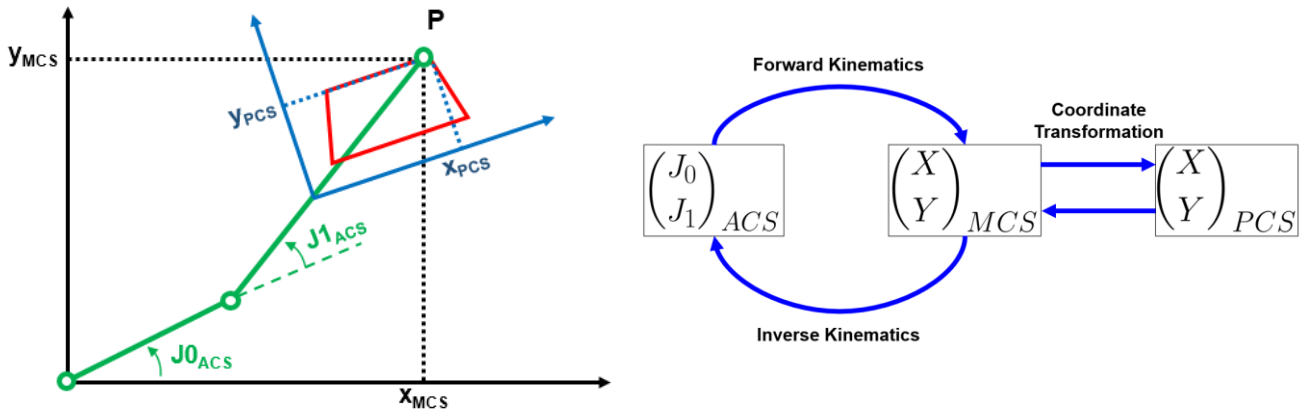 P
yMCS
yPCS
xPCS
J1ACS
J0ACS
xMCS
Forward Kinematics
Coordinate
Transformation
(J0
J1)ACS
(X
Y)MCS
(X
Y)PCS
Inverse Kinematics